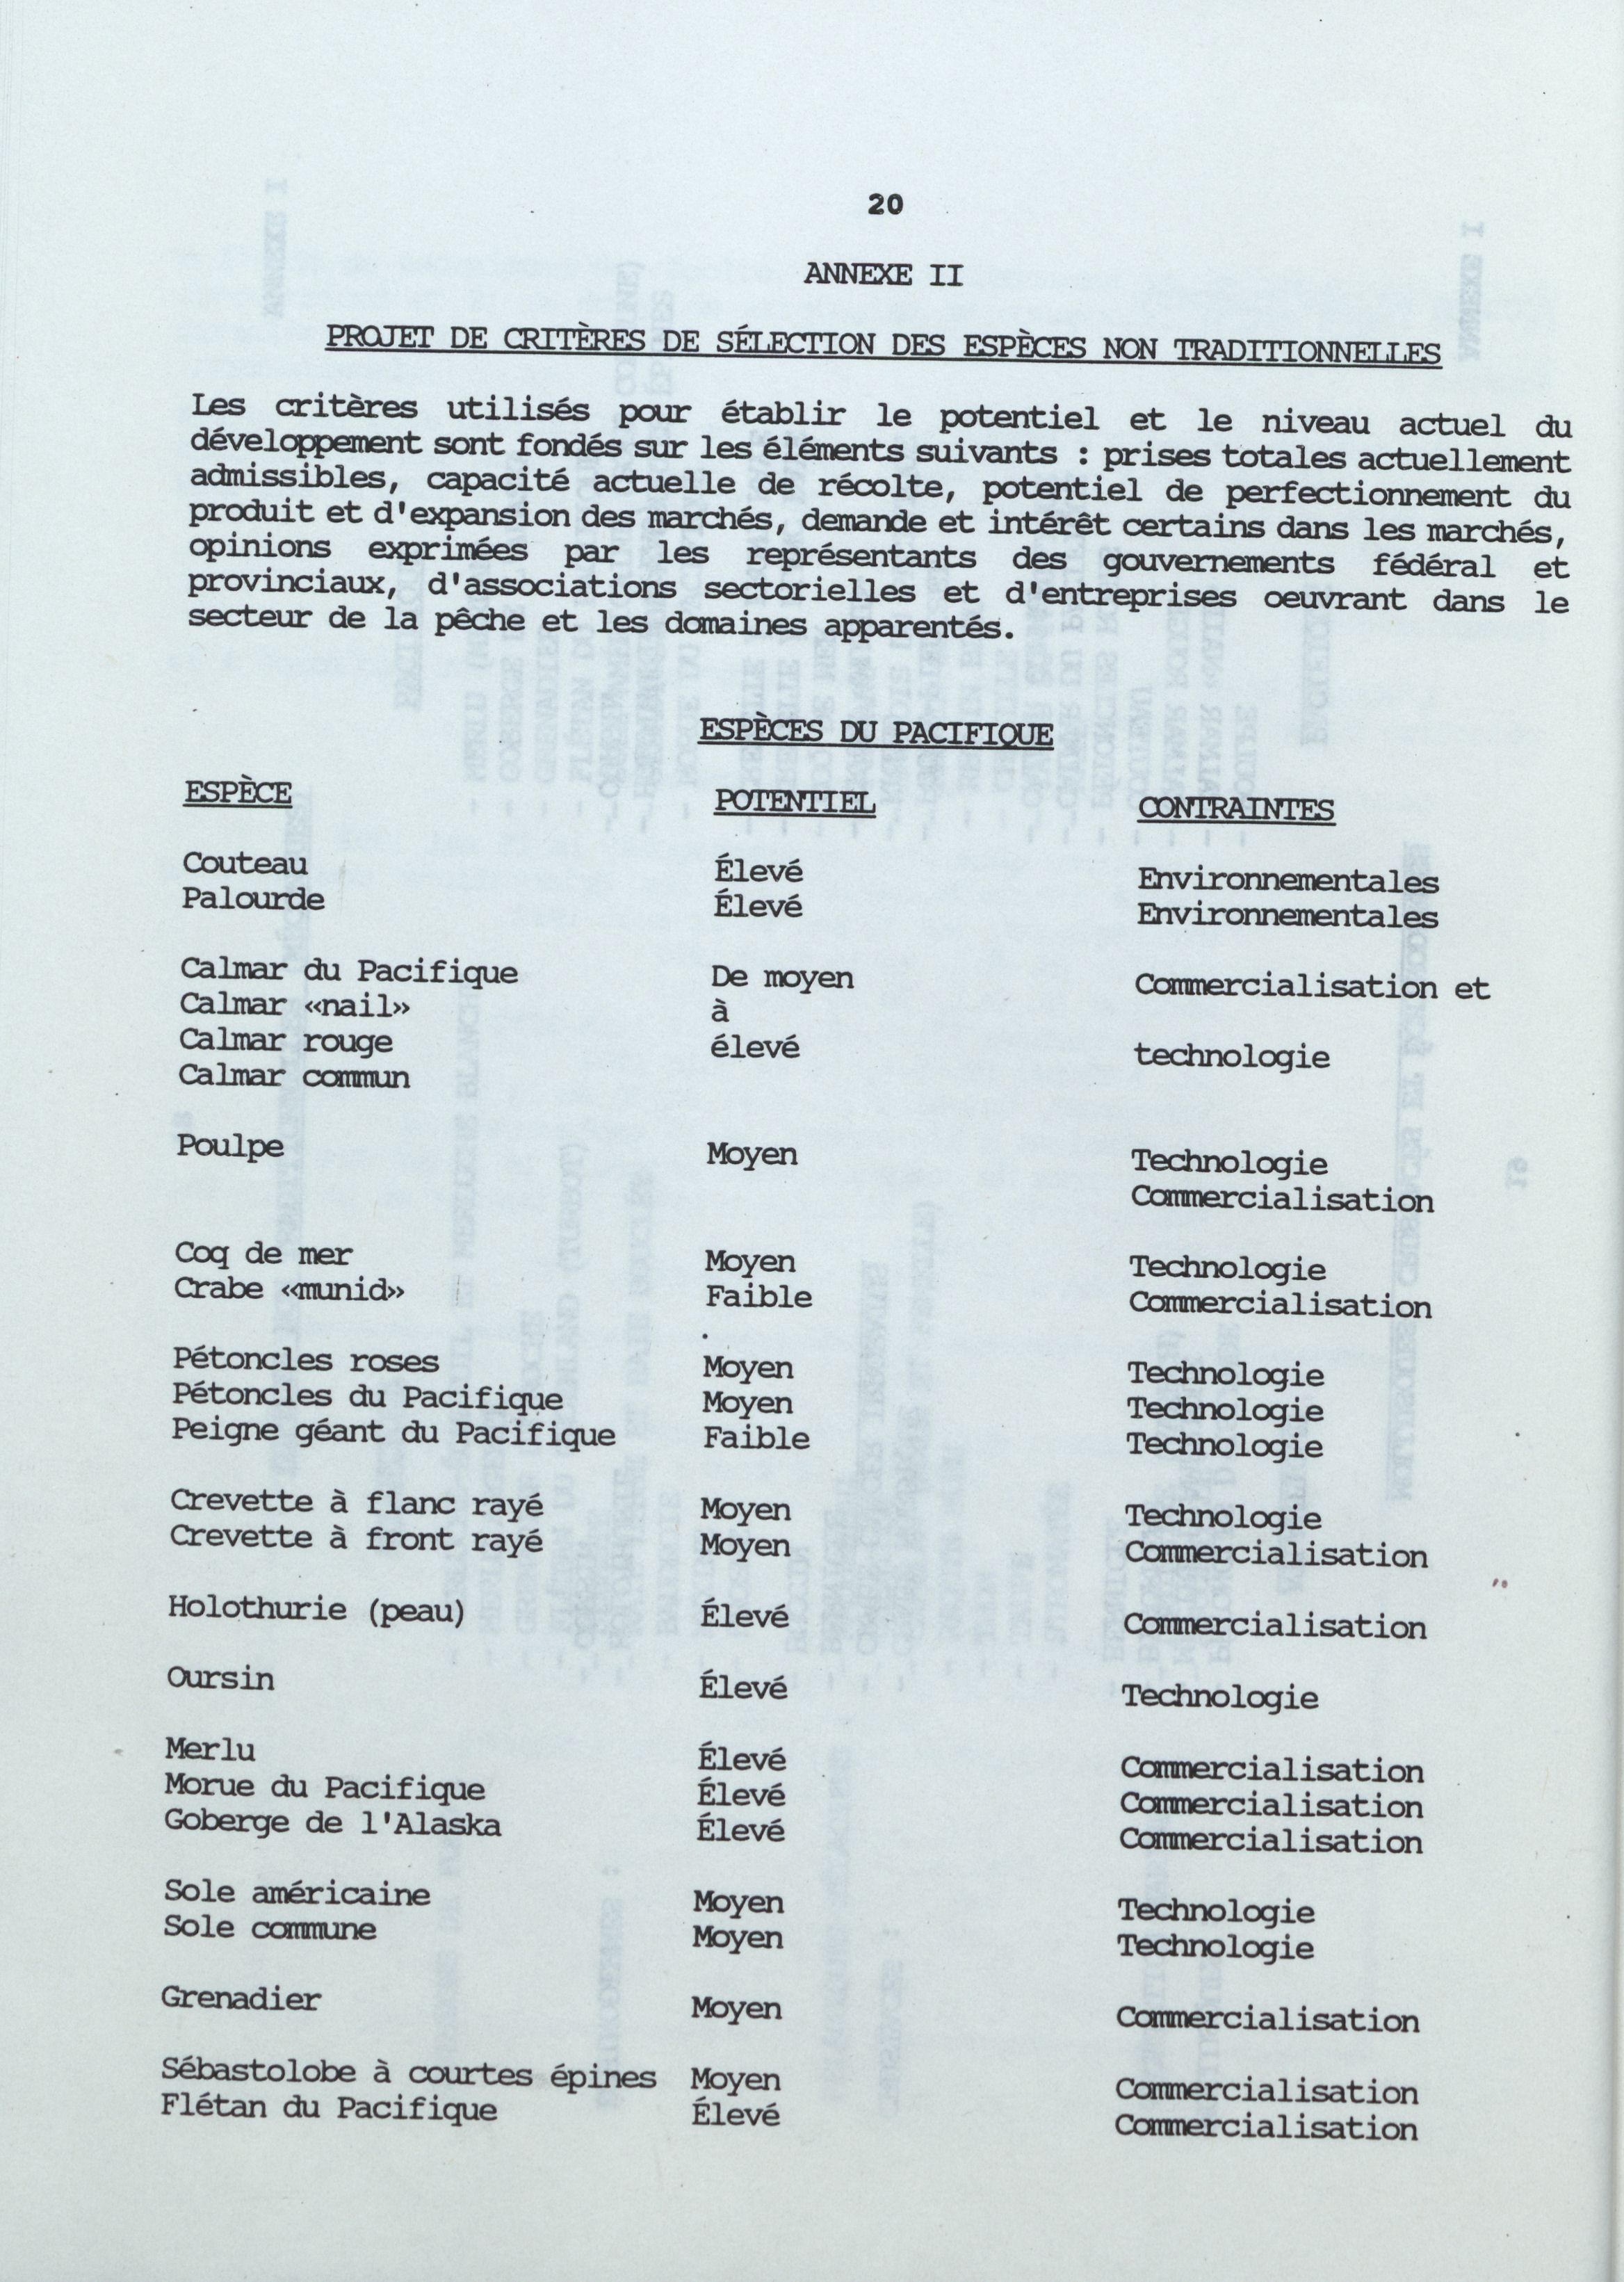 20
ANNEXE II
PROJET DE CRITÈRES DE SÉLECTION DES ESPÈCES NON TRADITIONNELLES
Les critères utilisés pour établir le potentiel et le niveau actuel du
développement sont fondés sur les éléments suivants : prises totales actuellement
admissibles, capacité actuelle de récolte, potentiel de perfectionnement du
produit et d'expansion des marchés, demande et intérêt certains dans les marchés,
opinions exprimées par les représentants des gouvernements fédéral et
provinciaux, d'associations sectorielles et d'entreprises oeuvrant dans le
secteur de la pêche et les domaines apparentés.
ESPÈCES DU PACIFIQUE
ESPÈCE POTENTIEL CONTRAINTES
Couteau Élevé Environnementales
Palourde Élevé Environnementales
Calmar du Pacifique De moyen Commercialisation et
Calmar «nail» à
Calmar rouge élevé technologie
Calmar commun
Poulpe Moyen Technologie
Commercialisation
Coq de mer Moyen Technologie
Crabe «munid» Faible Commercialisation
Pétoncles roses Moyen Technologie
Pétoncles du Pacifique Moyen Technologie
Peigne géant du Pacifique Faible Technologie
Crevette à flanc rayé Moyen Technologie
Crevette à front rayé Moyen Commercialisation
Holothurie (peau) Élevé Commercialisation
Oursin Élevé Technologie
Merlu Élevé Commercialisation
Morue du Pacifique Élevé Commercialisation
Goberge de l'Alaska Élevé Commercialisation
Sole américaine Moyen Technologie
Sole commune Moyen Technologie
Grenadier Moyen Commercialisation
Sébastolobe à courtes épines Moyen Commercialisation
Flétan du Pacifique Élevé Commercialisation